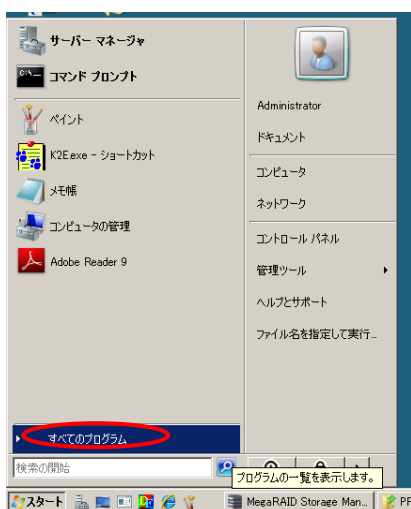 サーバー マネージャ
コマンド プロンプト
ペイント
K2E.exe - ショートカット
メモ帳
コンピュータの管理
Adobe Reader 9
すべてのプログラム
検索の開始
Administrator
ドキュメント
コンピュータ
ネットワーク
コントロール パネル
管理ツール
ヘルプとサポート
ファイル名を指定して実行...
プログラムの一覧を表示します。
スタート
MegaRAID Storage Man...